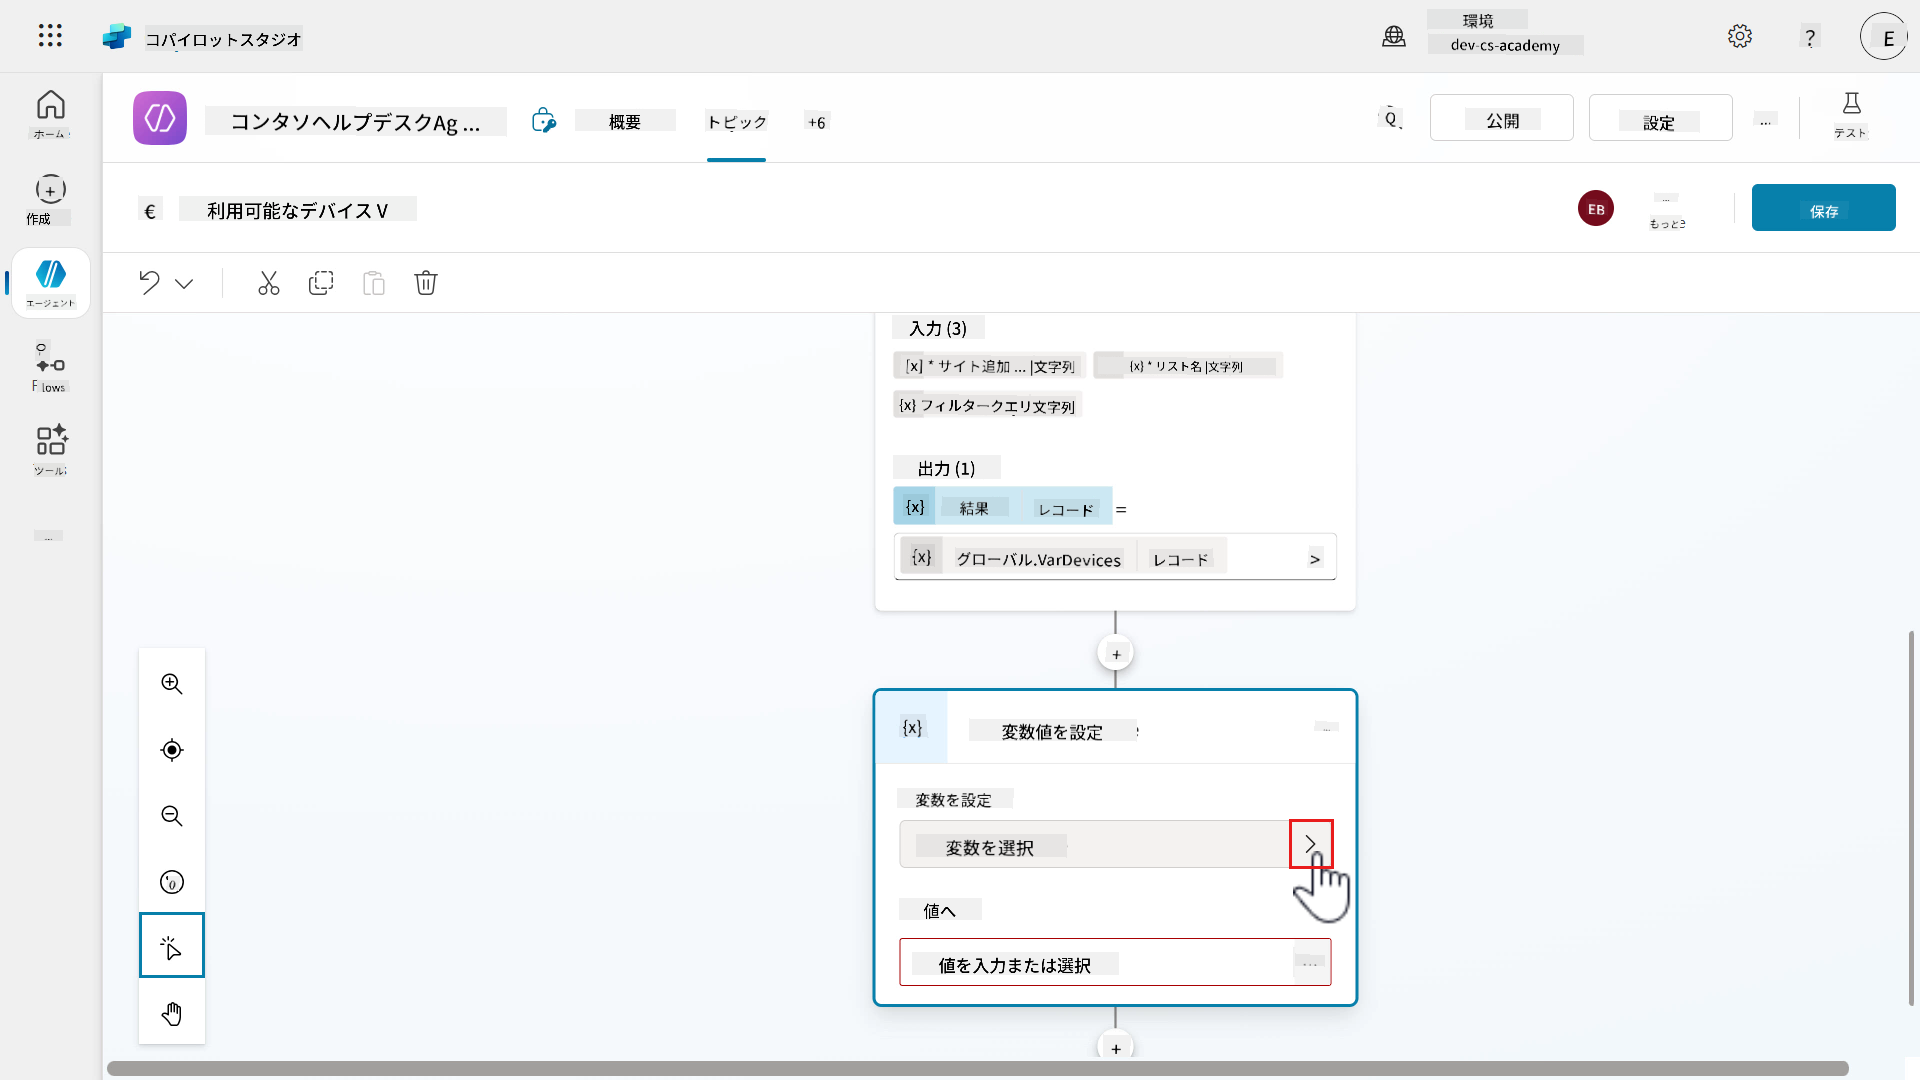 コパイロットスタジオ
環境
dev-cs-academy
?
E
ホーム
作成
エージェント
Flows
ツール
...
コンタソヘルプデスクAg ...
概要
トピック
+6
公開
設定
...
テスト
€ 利用可能なデバイス V
EB
...
もっと
保存
入力 (3)
[x] * サイト追加 ... |文字列
{x} * リスト名 |文字列
{x} フィルタークエリ文字列
出力 (1)
{x} 結果 レコード =
{x} グローバル.VarDevices レコード >
+
{x} 変数値を設定 ...
変数を設定
変数を選択
値へ
値を入力または選択 ...
+